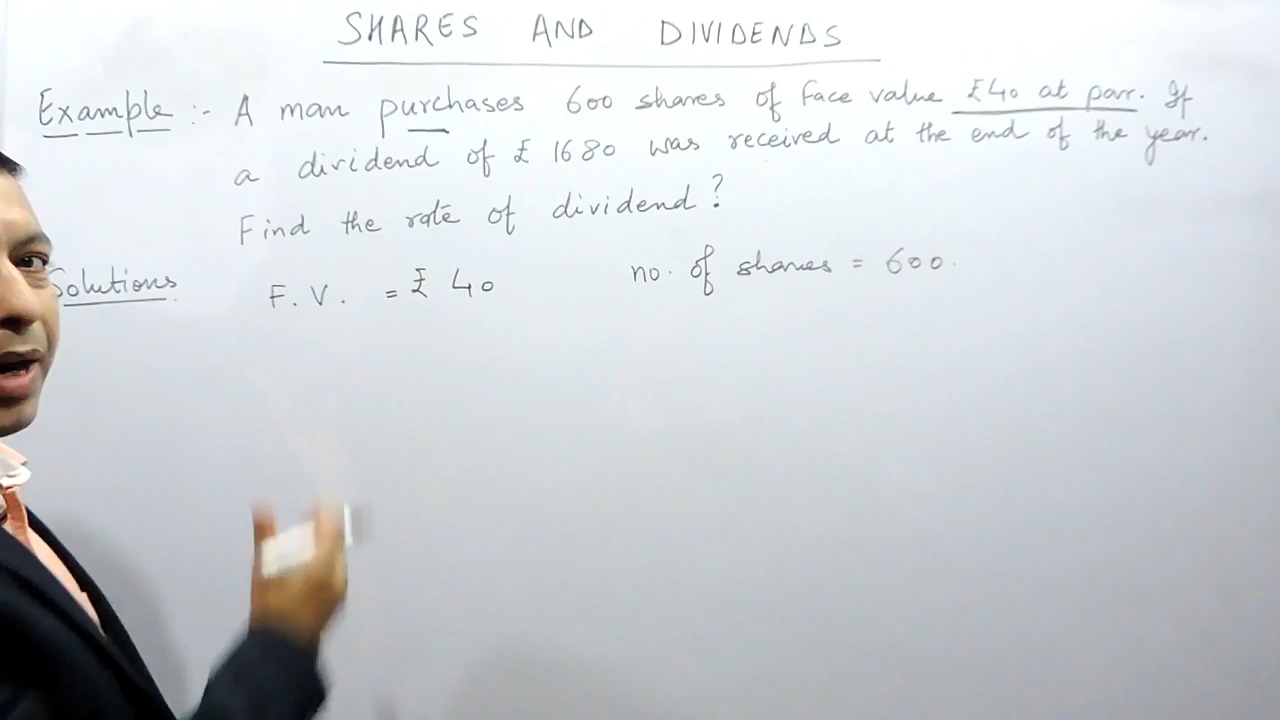 SHARES AND DIVIDENDS
Example :- A man purchases 600 shares of Face value £40 at parr. If
a dividend of £ 1680 was received at the end of the year.
Find the rate of dividend?
Solutions F.V. = £ 40 no. of shares = 600.